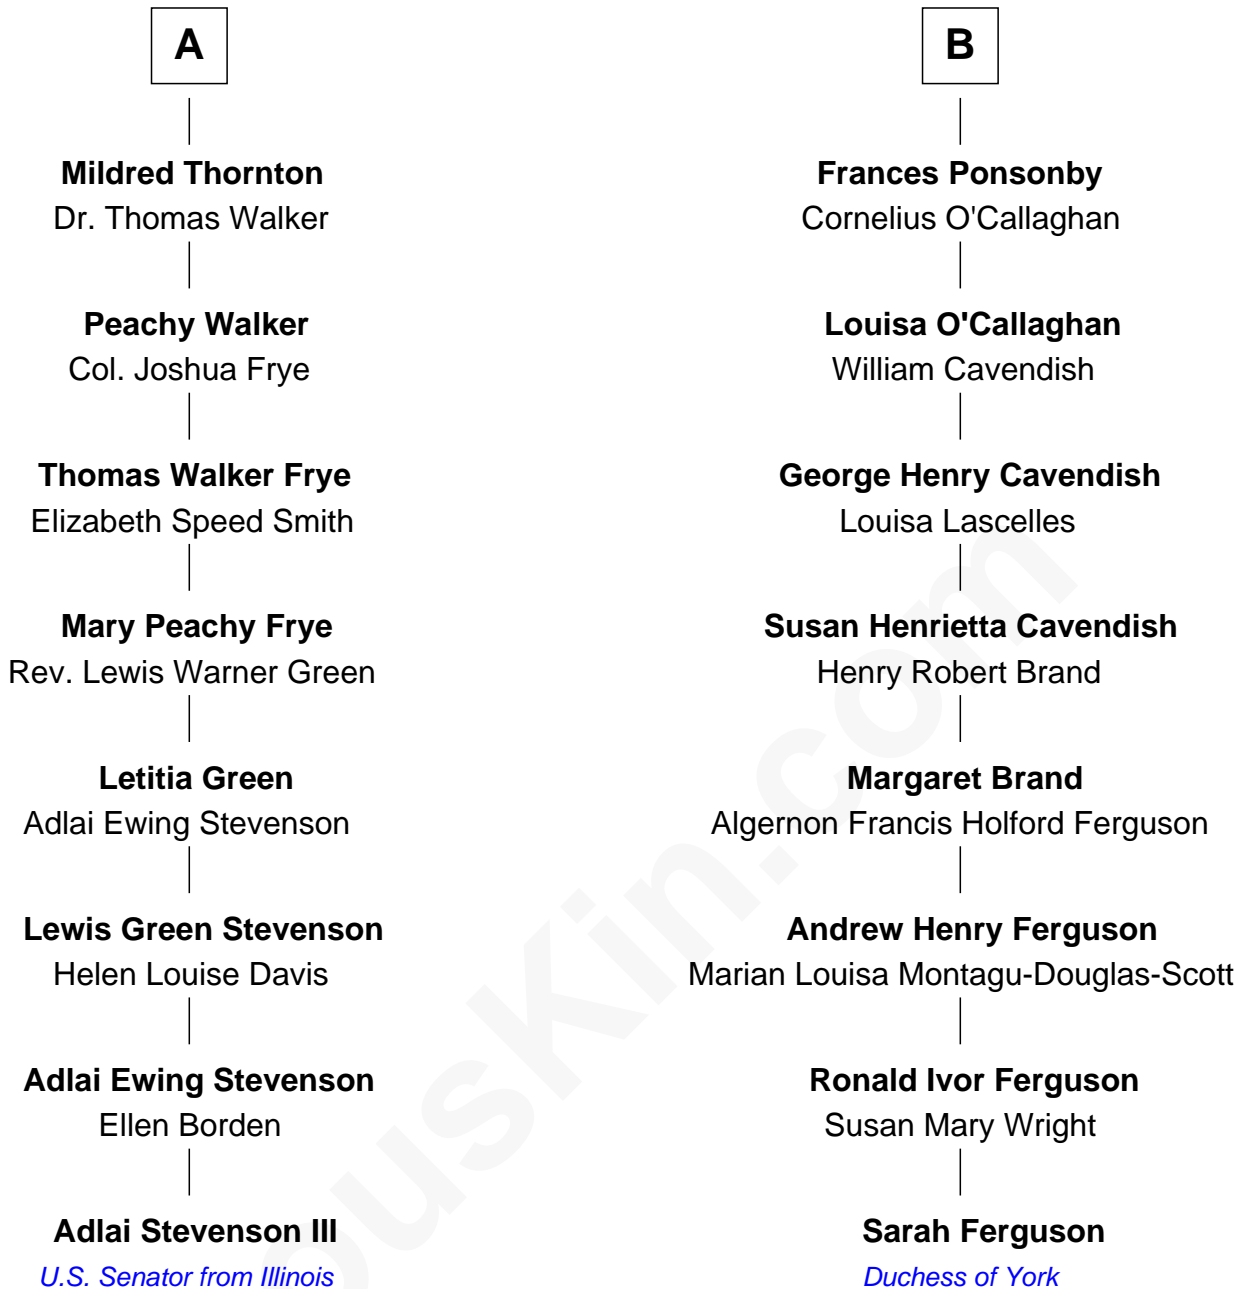 A
B
Mildred Thornton
Dr. Thomas Walker
Frances Ponsonby
Cornelius O'Callaghan
Peachy Walker
Col. Joshua Frye
Louisa O'Callaghan
William Cavendish
Thomas Walker Frye
Elizabeth Speed Smith
George Henry Cavendish
Louisa Lascelles
Mary Peachy Frye
Rev. Lewis Warner Green
Susan Henrietta Cavendish
Henry Robert Brand
Letitia Green
Adlai Ewing Stevenson
Margaret Brand
Algernon Francis Holford Ferguson
Lewis Green Stevenson
Helen Louise Davis
Andrew Henry Ferguson
Marian Louisa Montagu-Douglas-Scott
Adlai Ewing Stevenson
Ellen Borden
Ronald Ivor Ferguson
Susan Mary Wright
Adlai Stevenson III
U.S. Senator from Illinois
Sarah Ferguson
Duchess of York
ousKin.com